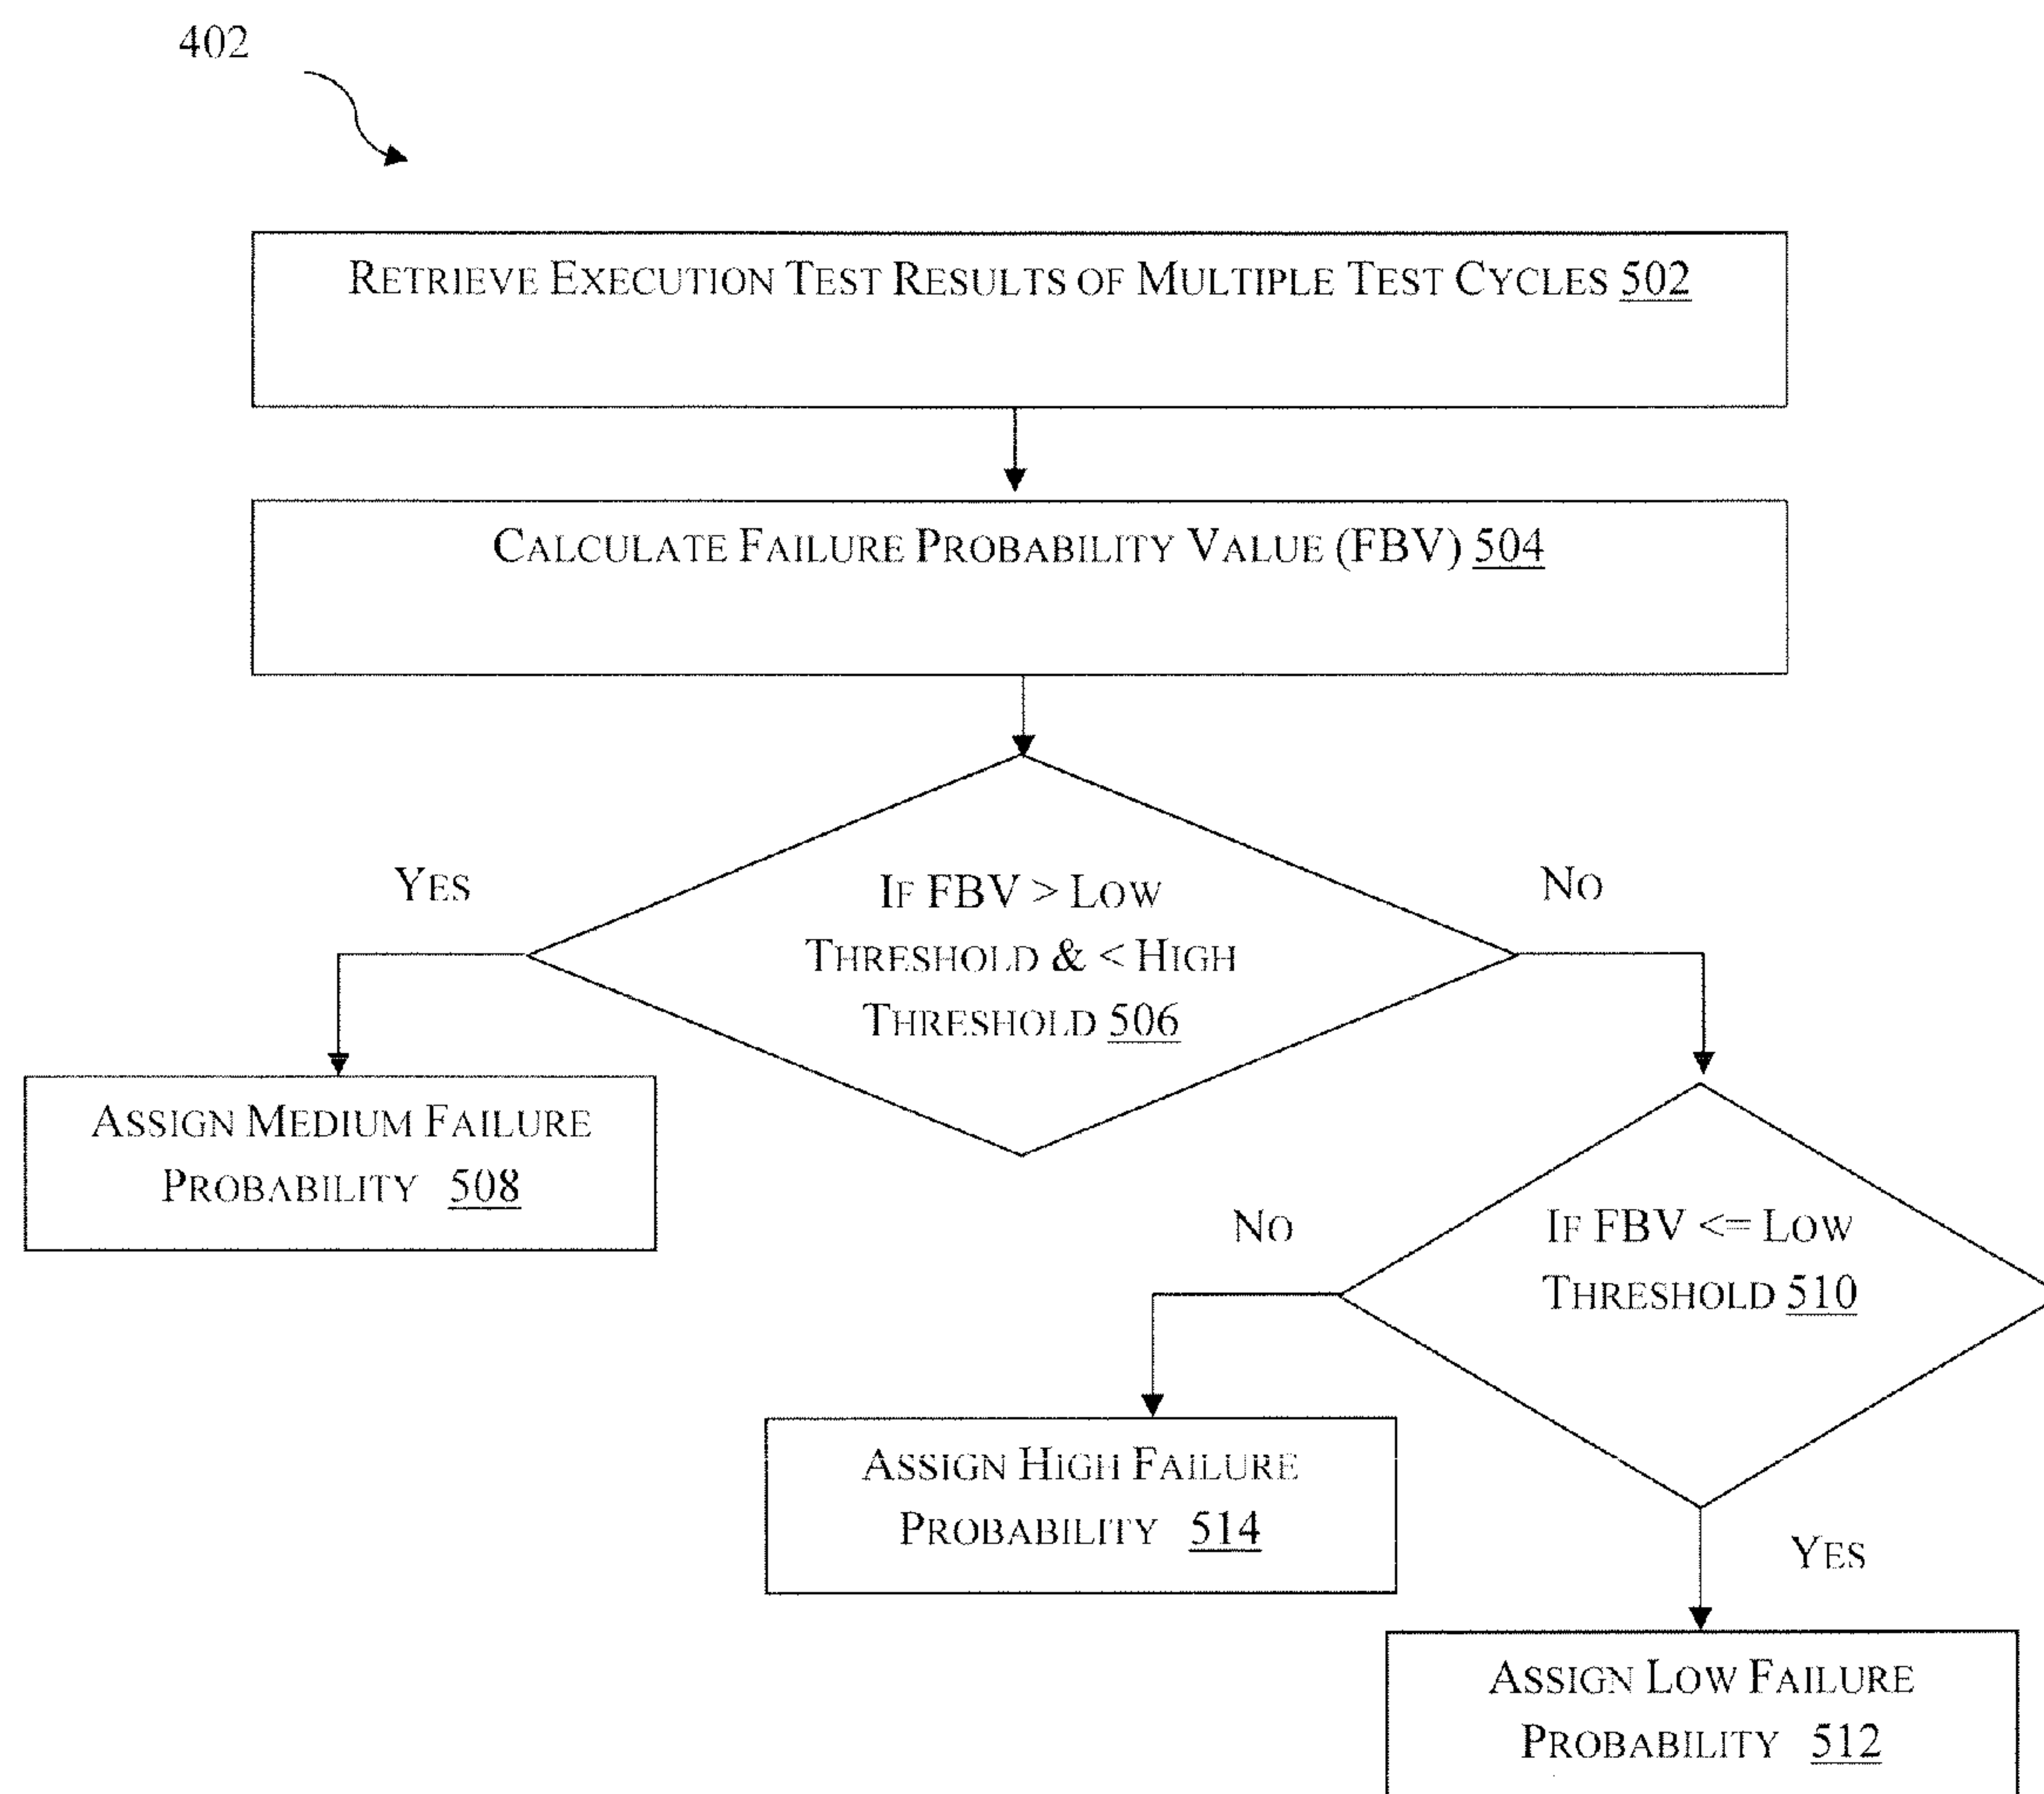 402
RETRIEVE EXECUTION TEST RESULTS OF MULTIPLE TEST CYCLES 502
CALCULATE FAILURE PROBABILITY VALUE (FBV) 504
YES
IF FBV > LOW
THRESHOLD & < HIGH
THRESHOLD 506
NO
ASSIGN MEDIUM FAILURE
PROBABILITY 508
NO
IF FBV <= LOW
THRESHOLD 510
ASSIGN HIGH FAILURE
PROBABILITY 514
YES
ASSIGN LOW FAILURE
PROBABILITY 512